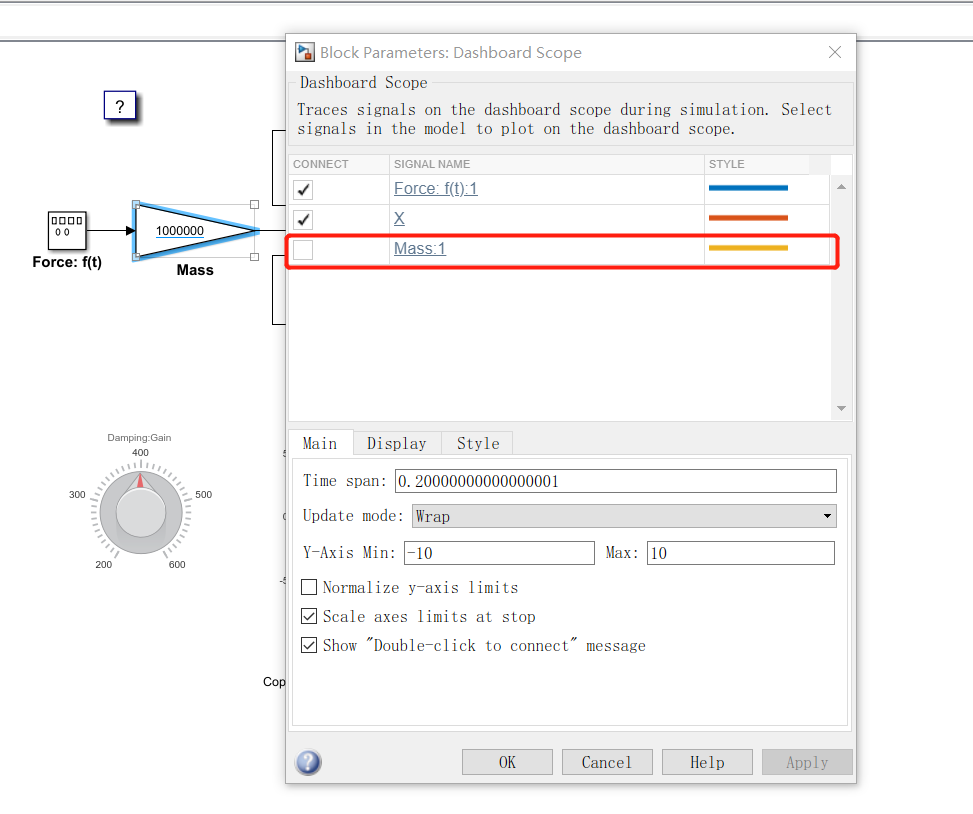 Block Parameters: Dashboard Scope
Dashboard Scope
Traces signals on the dashboard scope during simulation. Select
signals in the model to plot on the dashboard scope.
CONNECT SIGNAL NAME STYLE
Force: f(t):1
X
Mass:1
?
1000000
Force: f(t)
Mass
Damping:Gain
400
300
500
200
600
5
0
-5
Cop
Main Display Style
Time span: 0.20000000000000001
Update mode: Wrap
Y-Axis Min: -10 Max: 10
Normalize y-axis limits
Scale axes limits at stop
Show "Double-click to connect" message
? OK Cancel Help Apply